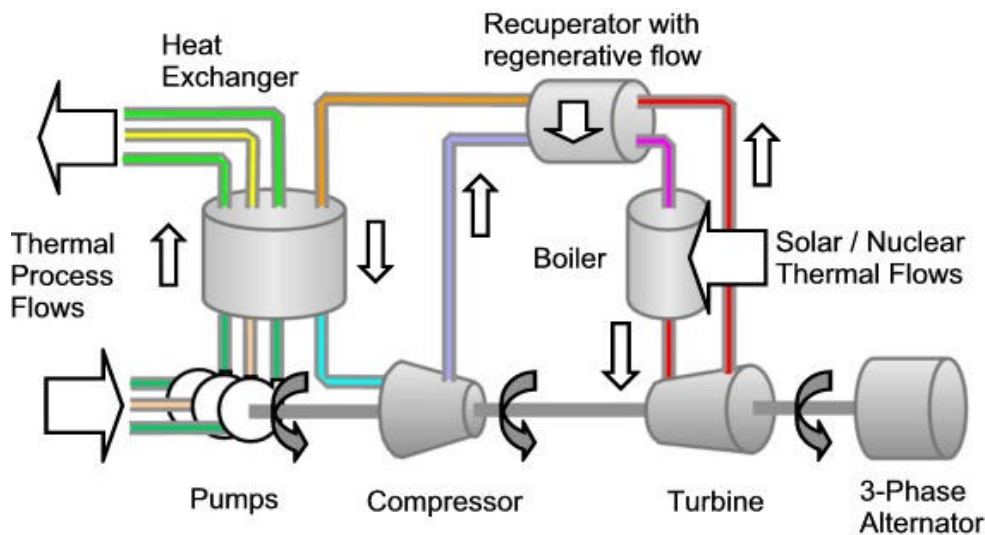 Heat
Exchanger
Recuperator with
regenerative flow
Thermal
Process
Flows
Boiler
Solar / Nuclear
Thermal Flows
Pumps
Compressor
Turbine
3-Phase
Alternator